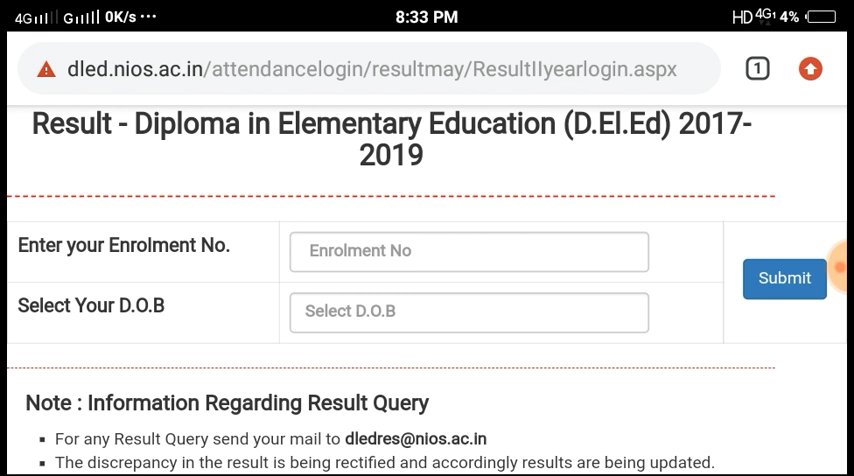 4G G 0K/s ••• 8:33 PM HD 4G 4%
dled.nios.ac.in/attendancelogin/resultmay/ResultIIyearlogin.aspx 1
Result - Diploma in Elementary Education (D.El.Ed) 2017-
2019
Enter your Enrolment No. Enrolment No
Submit
Select Your D.O.B Select D.O.B
Note : Information Regarding Result Query
▪ For any Result Query send your mail to dledres@nios.ac.in
▪ The discrepancy in the result is being rectified and accordingly results are being updated.